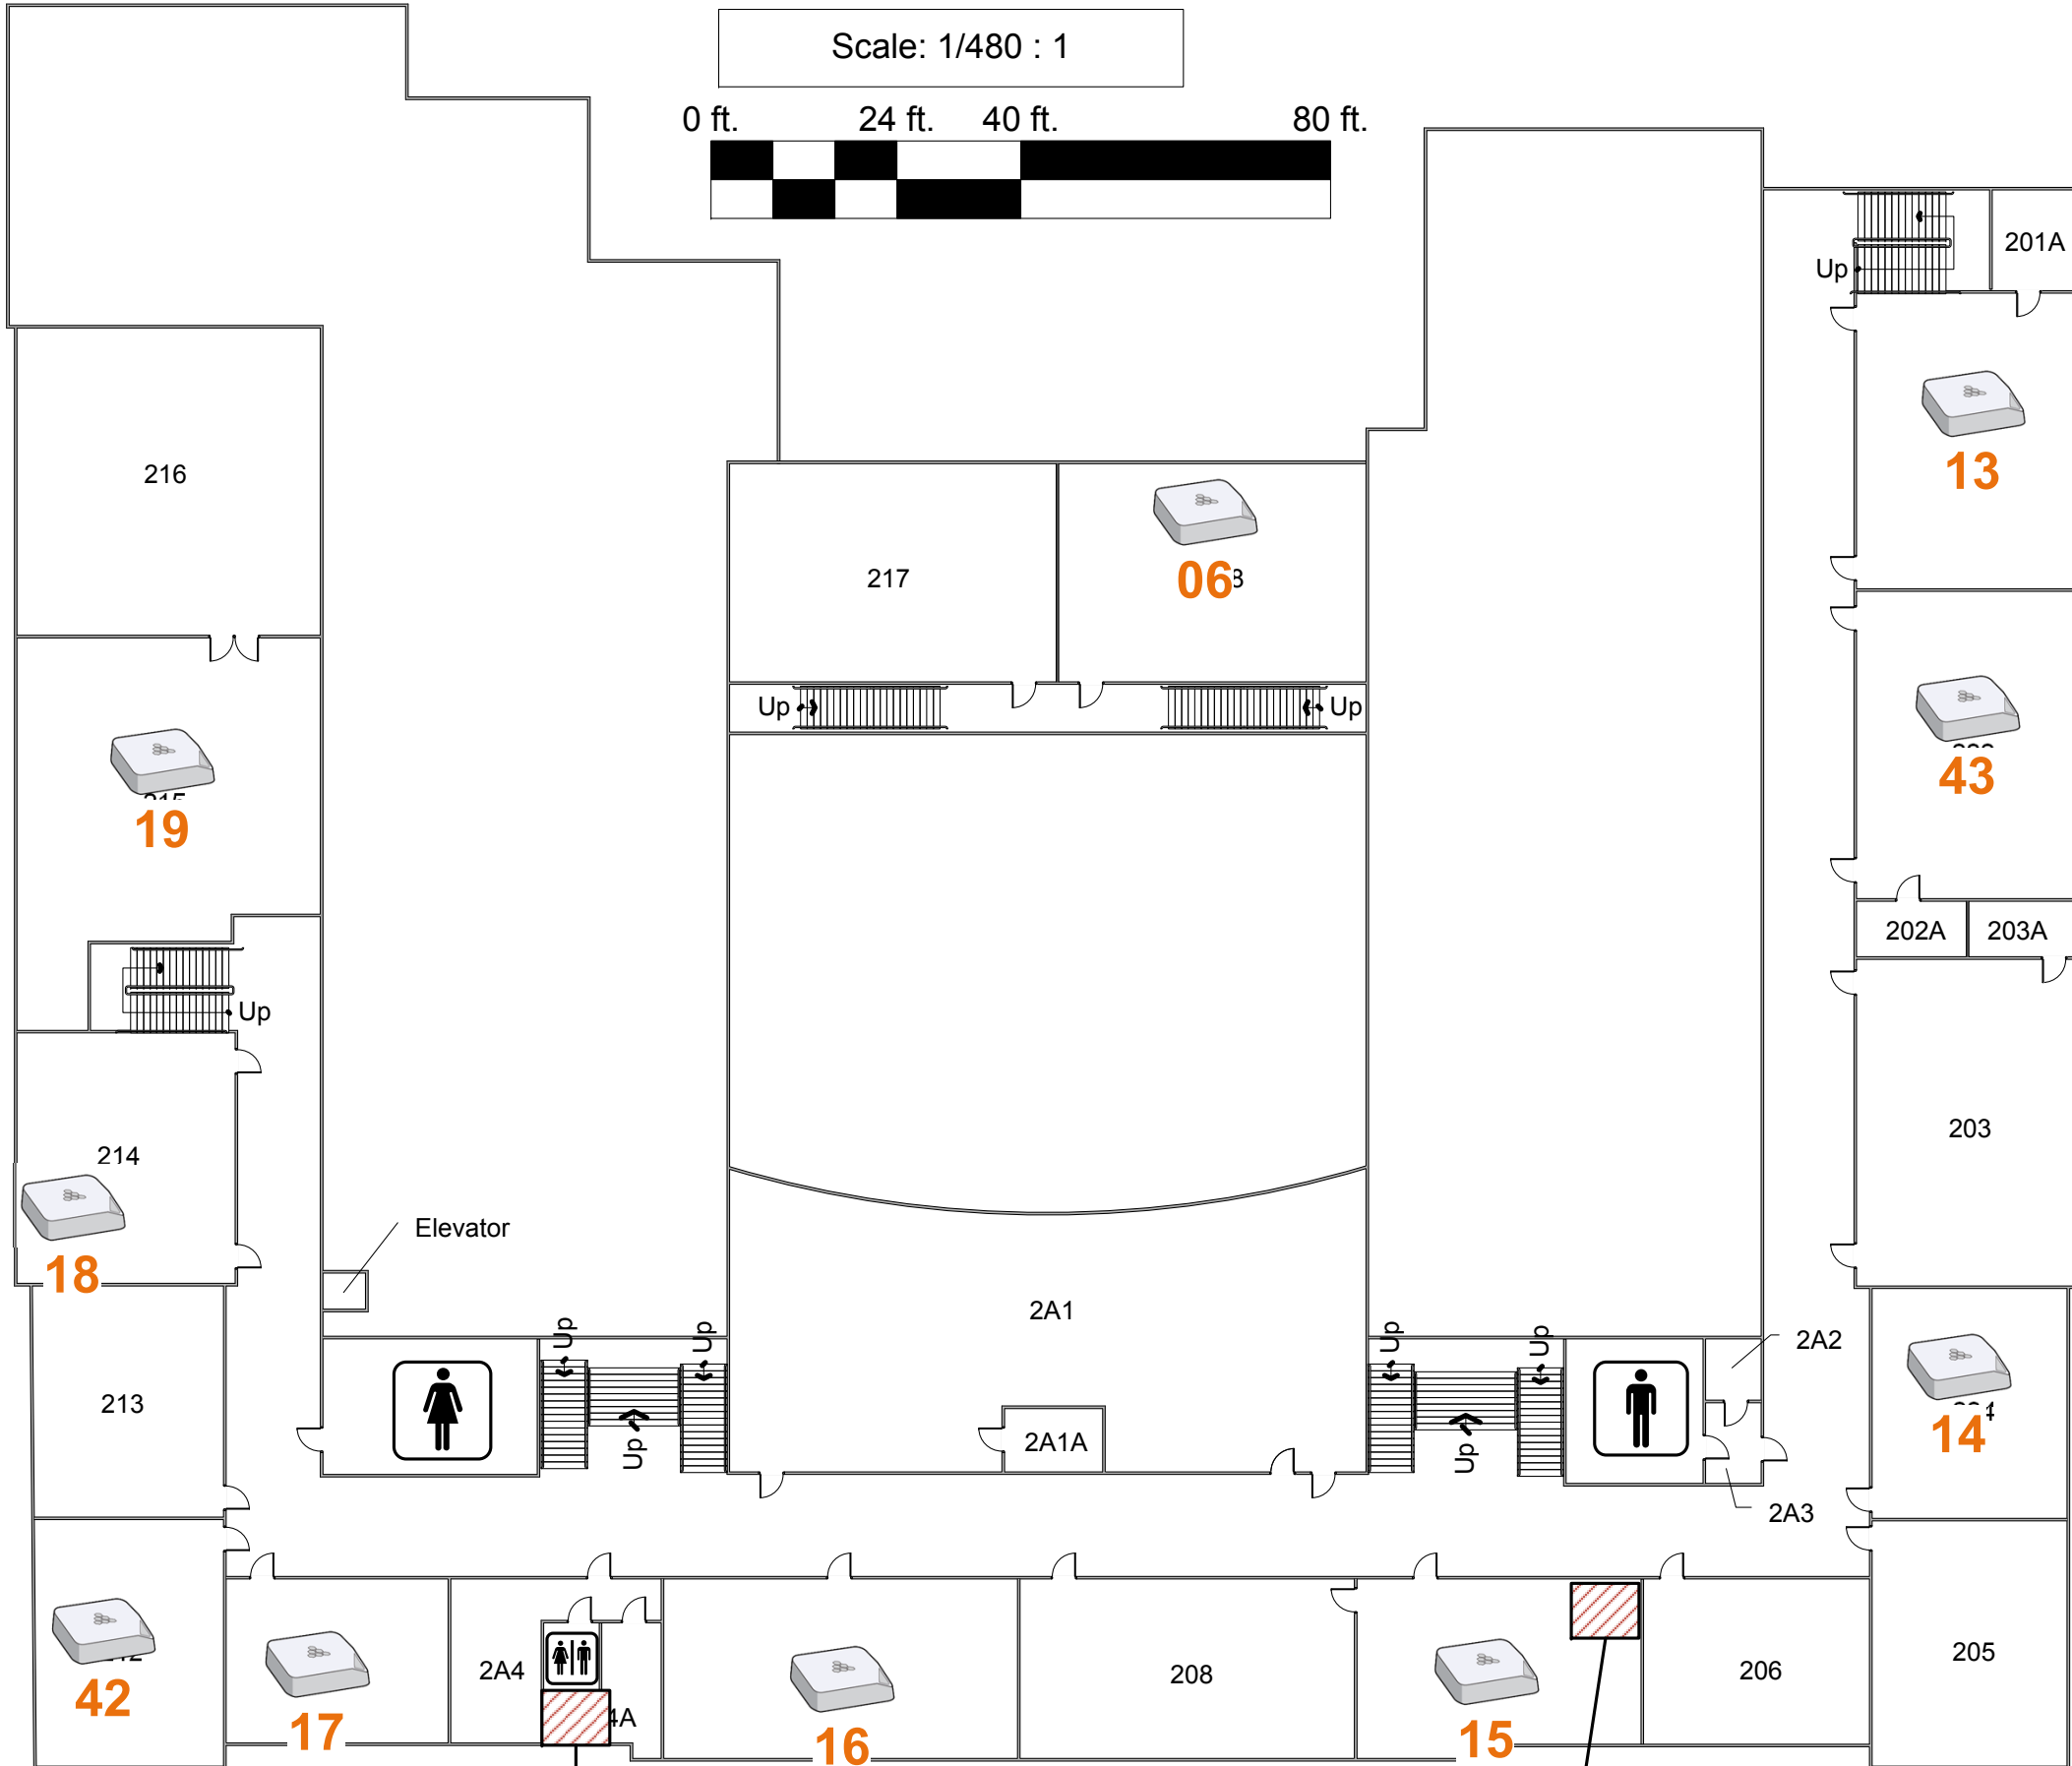 Scale: 1/480 : 1
0 ft. 24 ft. 40 ft. 80 ft.
201A
Up
13
216
217
06
Up
Up
43
19
202A
203A
Up
214
203
18
Elevator
2A1
Up
Up
Up
Up
2A2
213
2A1A
Up
Up
14
2A3
42
17
2A4
16
208
15
206
205